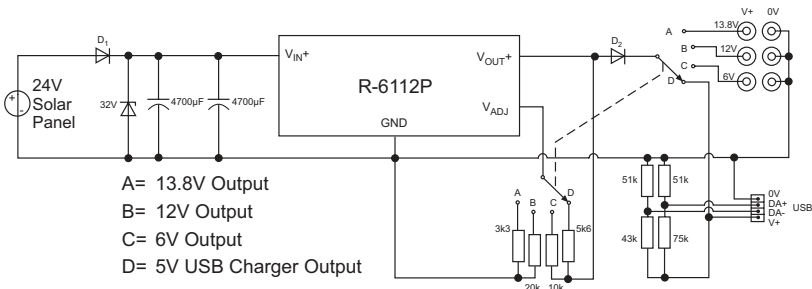 D1
D2
A
13.8V
V+
0V
B
12V
C
6V
D
VIN+
VOUT+
R-6112P
VADJ
GND
+
-
24V
Solar
Panel
32V
4700µF
4700µF
A= 13.8V Output
B= 12V Output
C= 6V Output
D= 5V USB Charger Output
A
B
C
D
3k3
5k6
20k
10k
51k
51k
43k
75k
0V
DA+
DA-
V+
USB